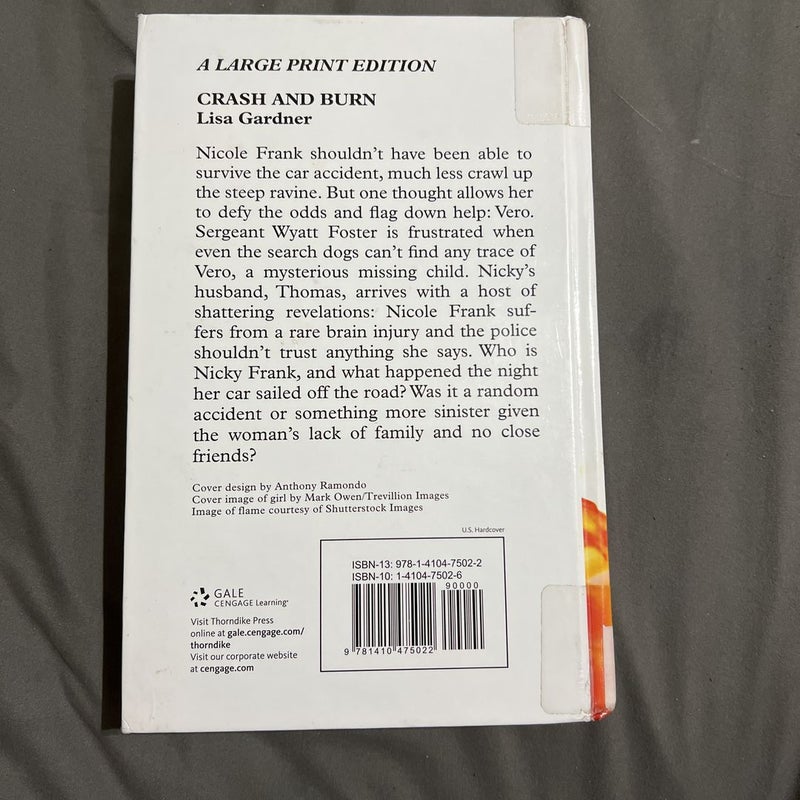 A LARGE PRINT EDITION
CRASH AND BURN
Lisa Gardner
Nicole Frank shouldn't have been able to
survive the car accident, much less crawl up
the steep ravine. But one thought allows her
to defy the odds and flag down help: Vero.
Sergeant Wyatt Foster is frustrated when
even the search dogs can't find any trace of
Vero, a mysterious missing child. Nicky's
husband, Thomas, arrives with a host of
shattering revelations: Nicole Frank suf-
fers from a rare brain injury and the police
shouldn't trust anything she says. Who is
Nicky Frank, and what happened the night
her car sailed off the road? Was it a random
accident or something more sinister given
the woman's lack of family and no close
friends?
Cover design by Anthony Ramondo
Cover image of girl by Mark Owen/Trevillion Images
Image of flame courtesy of Shutterstock Images
U.S. Hardcover
ISBN-13: 978-1-4104-7502-2
ISBN-10: 1-4104-7502-6
90000
9 781410 475022
GALE
CENGAGE Learning®
Visit Thorndike Press
online at gale.cengage.com/
thorndike
Visit our corporate website
at cengage.com